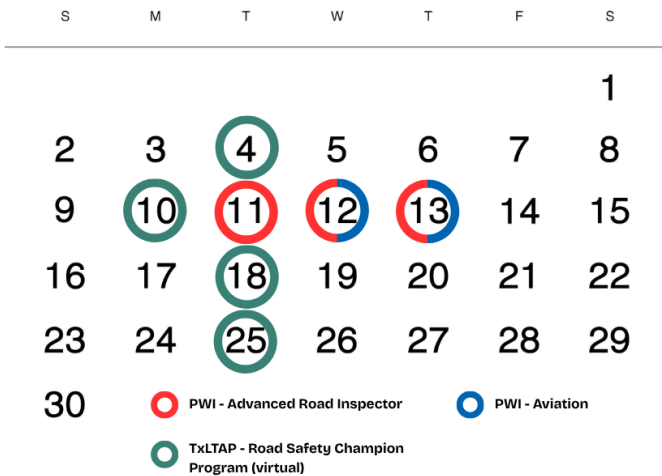 S M T W T F S
1
2 3 4 5 6 7 8
9 10 11 12 13 14 15
16 17 18 19 20 21 22
23 24 25 26 27 28 29
30
PWI - Advanced Road Inspector
PWI - Aviation
TxLTAP - Road Safety Champion
Program (virtual)